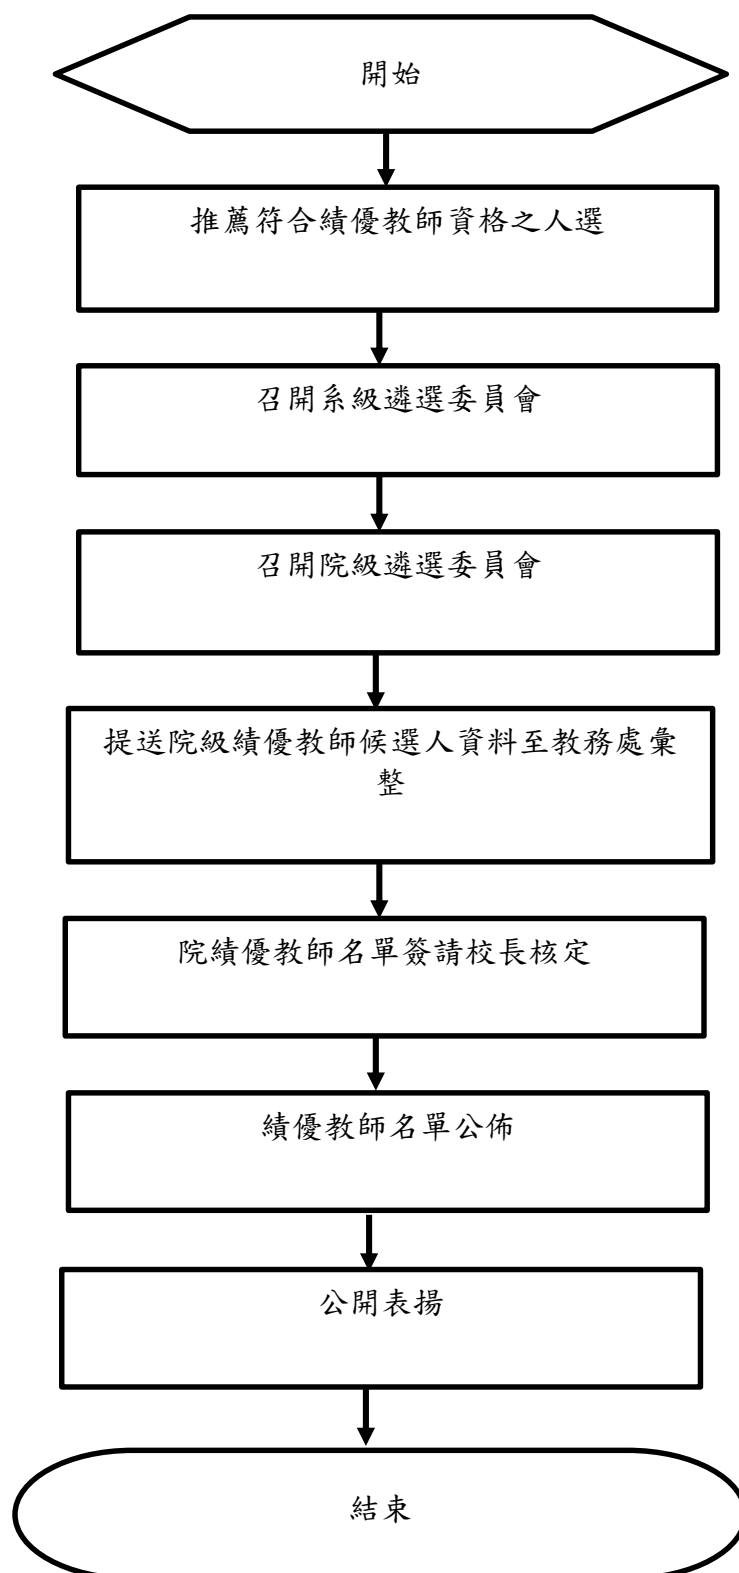 開始
推薦符合績優教師資格之人選
召開系級遴選委員會
召開院級遴選委員會
提送院級績優教師候選人資料至教務處彙
整
院績優教師名單簽請校長核定
績優教師名單公佈
公開表揚
結束